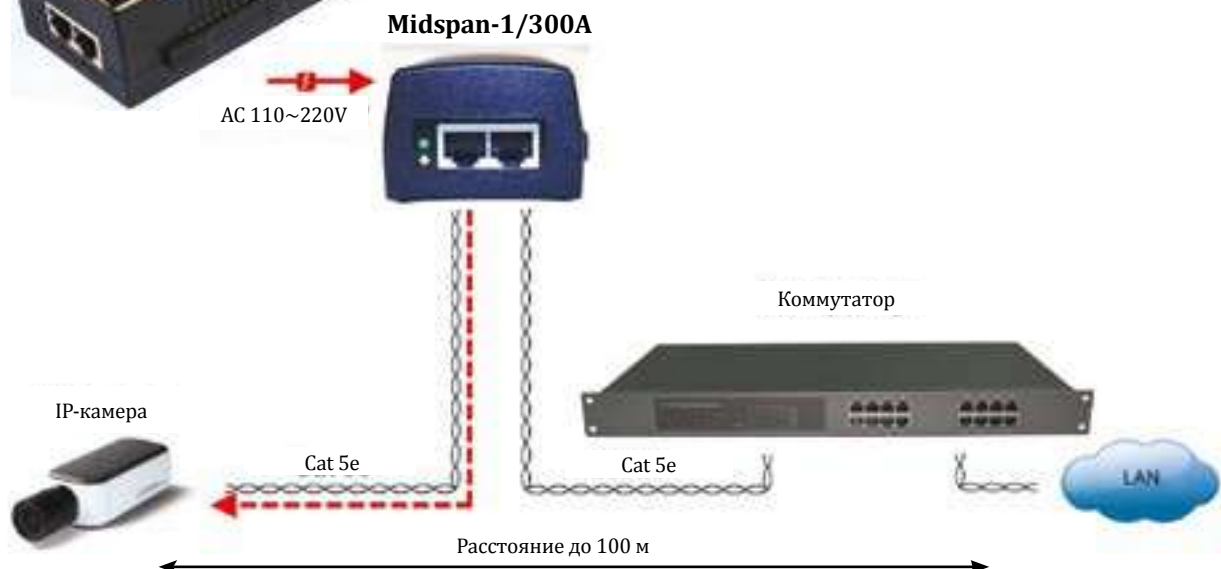 Midspan-1/300A
AC 110~220V
Коммутатор
IP-камера
Cat 5e
Cat 5e
LAN
Расстояние до 100 м